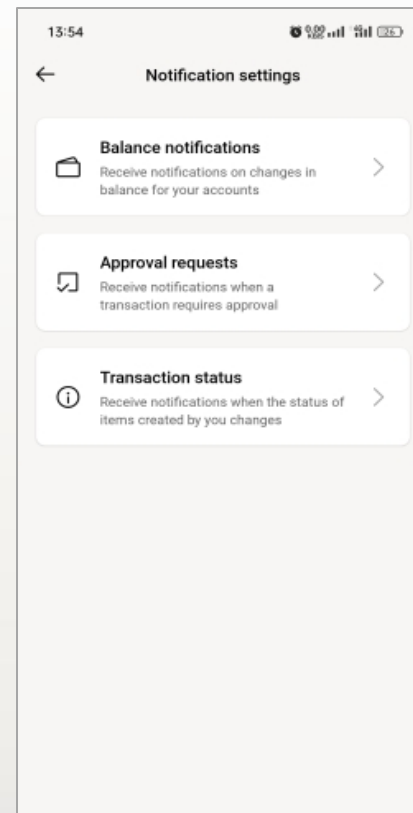 13:54
26
Notification settings
Balance notifications
Receive notifications on changes in
balance for your accounts
Approval requests
Receive notifications when a
transaction requires approval
Transaction status
Receive notifications when the status of
items created by you changes